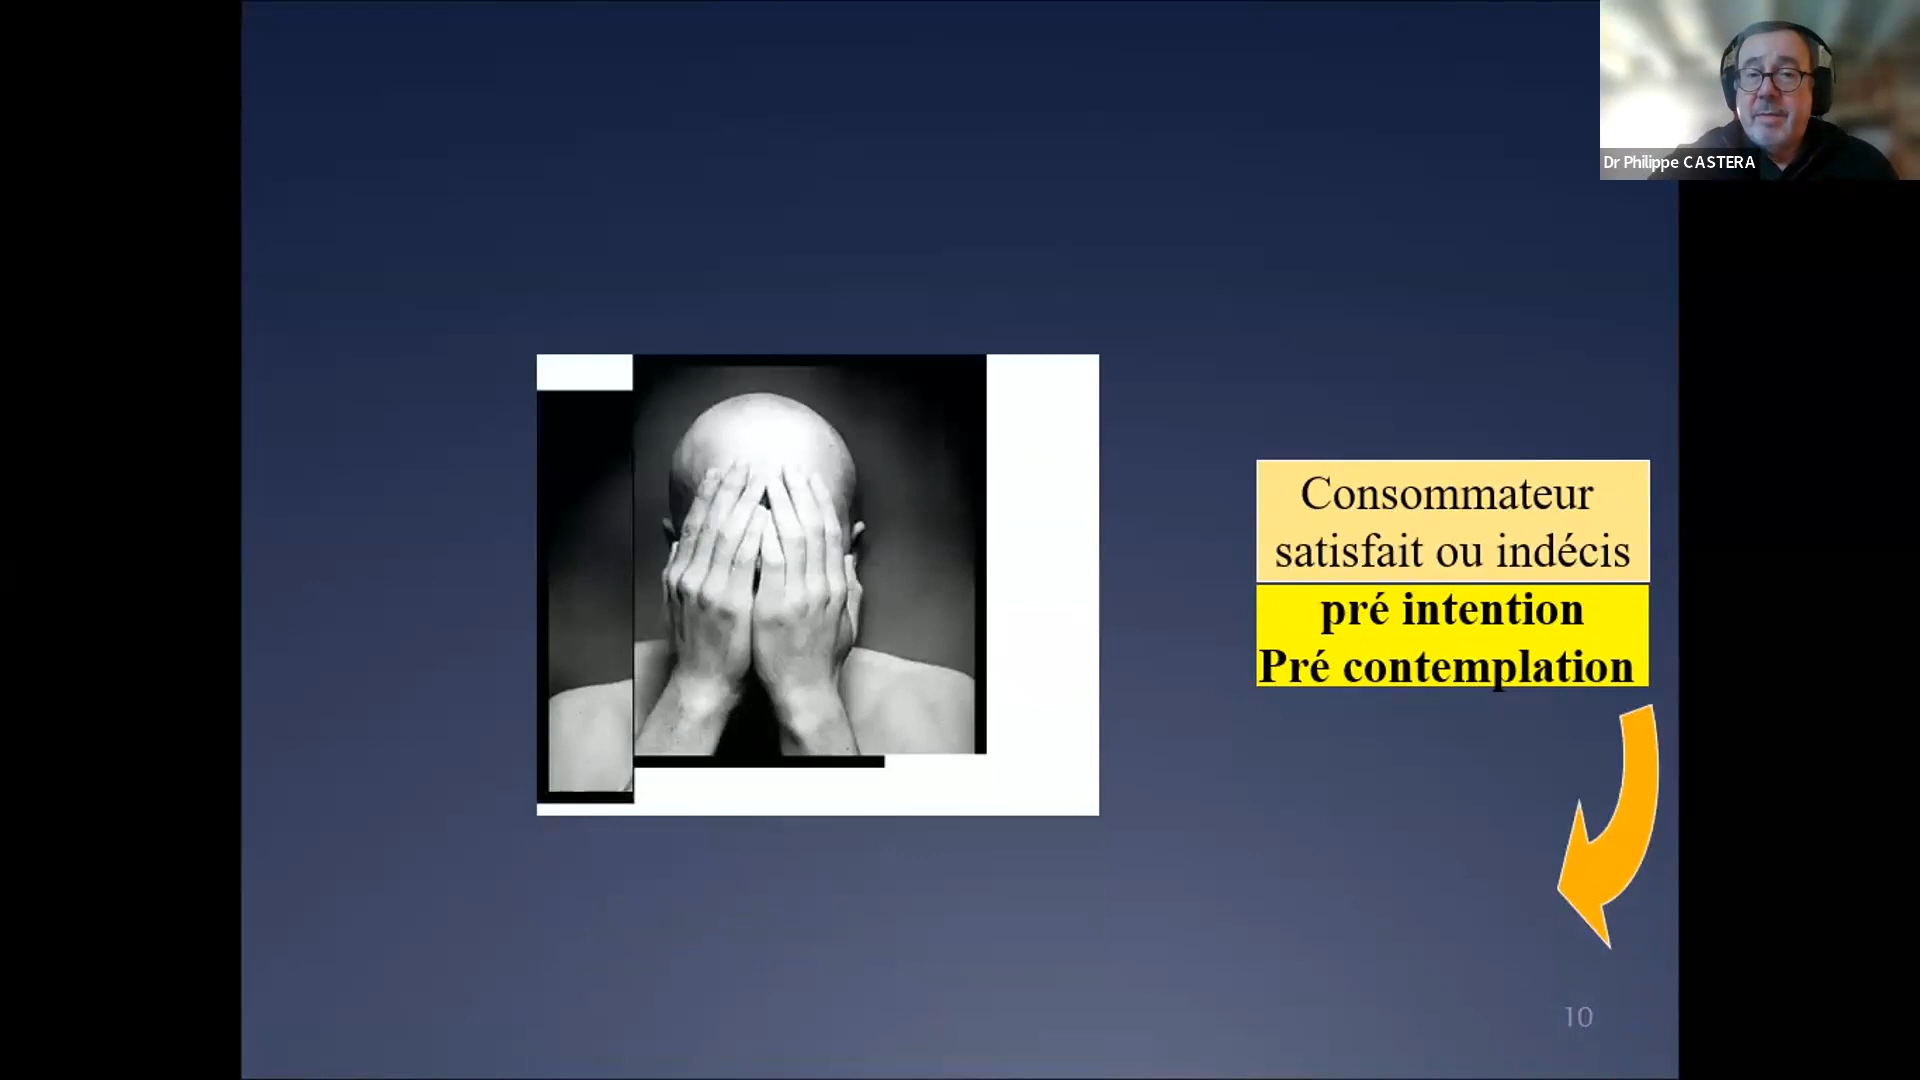 Dr Philippe CASTERA
Consommateur
satisfait ou indécis
pré intention
Pré contemplation
10